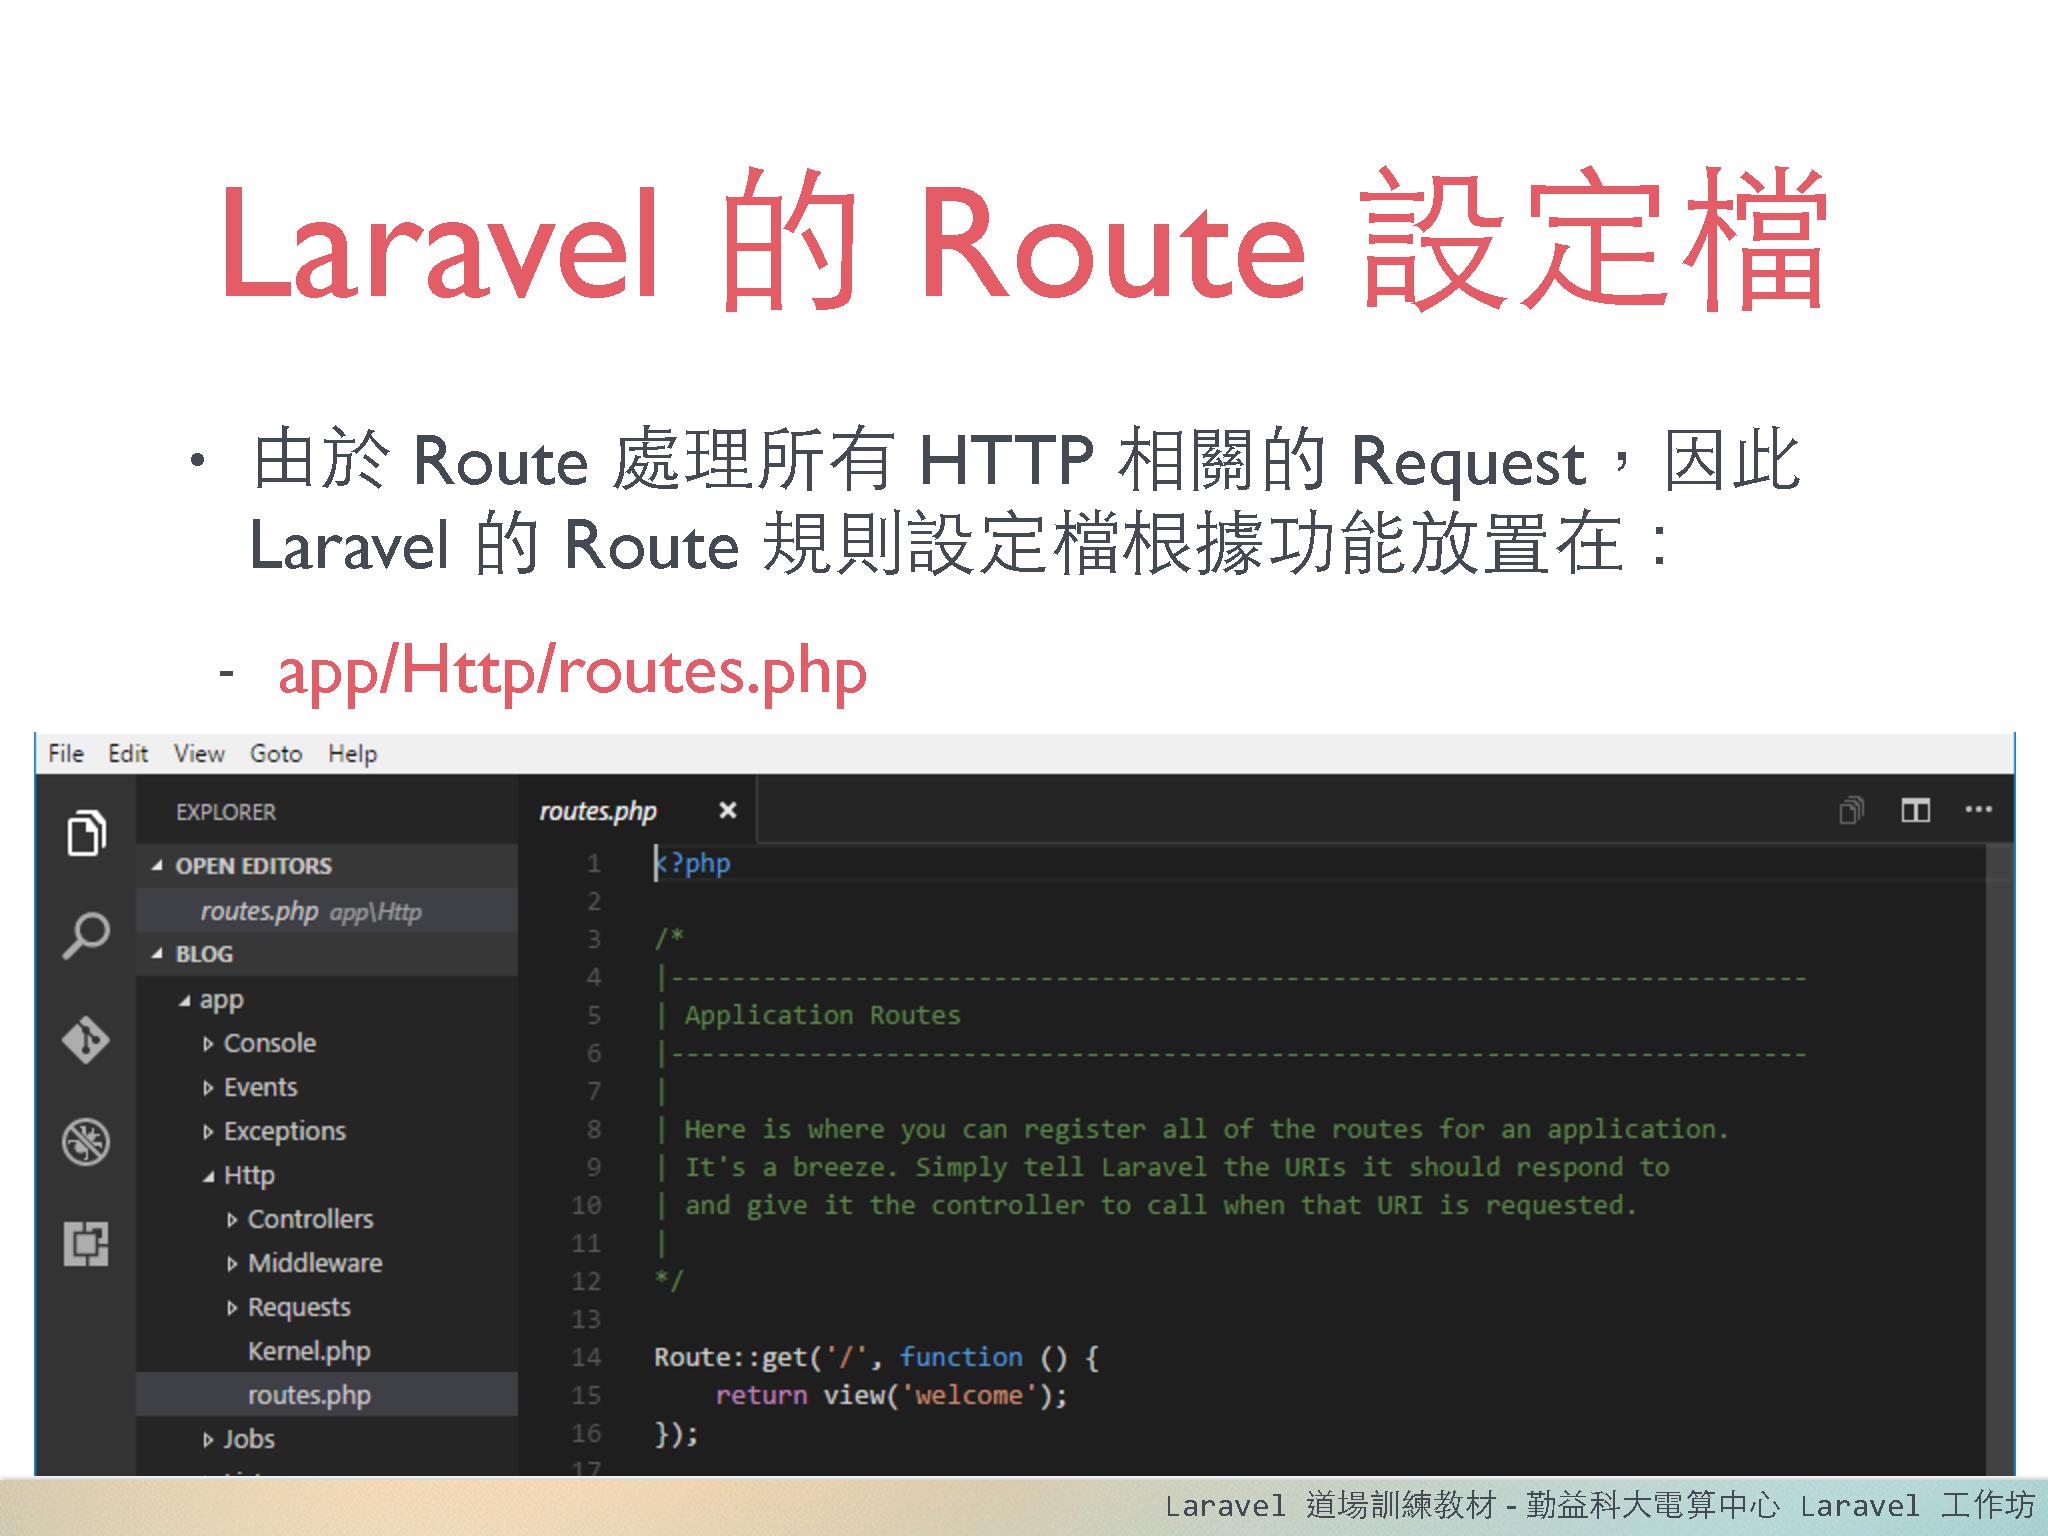 Laravel 的 Route 設定檔
• 由於 Route 處理所有 HTTP 相關的 Request，因此
Laravel 的 Route 規則設定檔根據功能放置在：
- app/Http/routes.php
File Edit View Goto Help
EXPLORER
OPEN EDITORS
routes.php app\Http
BLOG
app
Console
Events
Exceptions
Http
Controllers
Middleware
Requests
Kernel.php
routes.php
Jobs
routes.php
1 <?php
2
3 /*
4 |--------------------------------------------------------------------------
5 | Application Routes
6 |--------------------------------------------------------------------------
7 |
8 | Here is where you can register all of the routes for an application.
9 | It's a breeze. Simply tell Laravel the URIs it should respond to
10 | and give it the controller to call when that URI is requested.
11 |
12 */
13
14 Route::get('/', function () {
15     return view('welcome');
16 });
17
Laravel 道場訓練教材 - 勤益科大電算中心 Laravel 工作坊